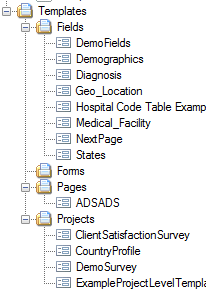 Templates
Fields
DemoFields
Demographics
Diagnosis
Geo_Location
Hospital Code Table Examp
Medical_Facility
NextPage
States
Forms
Pages
ADSADS
Projects
ClientSatisfactionSurvey
CountryProfile
DemoSurvey
ExampleProjectLevelTempla